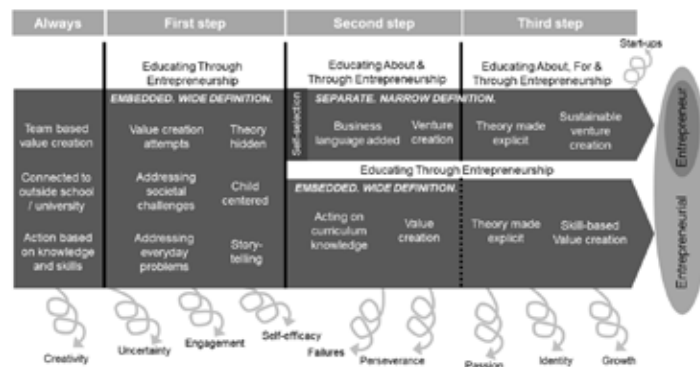 Always
First step
Second step
Third step
Start-ups
Educating Through
Entrepreneurship
Educating About &
Through Entrepreneurship
Educating About, For &
Through Entrepreneurship
EMBEDDED. WIDE DEFINITION.
Self-selection
SEPARATE. NARROW DEFINITION.
Team based
value creation
Value creation
attempts
Theory
hidden
Business
language added
Venture
creation
Theory made
explicit
Sustainable
venture
creation
Entrepreneur
Educating Through Entrepreneurship
Connected to
outside school
/ university
Addressing
societal
challenges
Child
centered
EMBEDDED. WIDE DEFINITION.
Action based
on knowledge
and skills
Addressing
everyday
problems
Story-
telling
Acting on
curriculum
knowledge
Value
creation
Theory made
explicit
Skill-based
Value creation
Entrepreneurial
Creativity
Uncertainty
Engagement
Self-efficacy
Failures
Perseverance
Passion
Identity
Growth